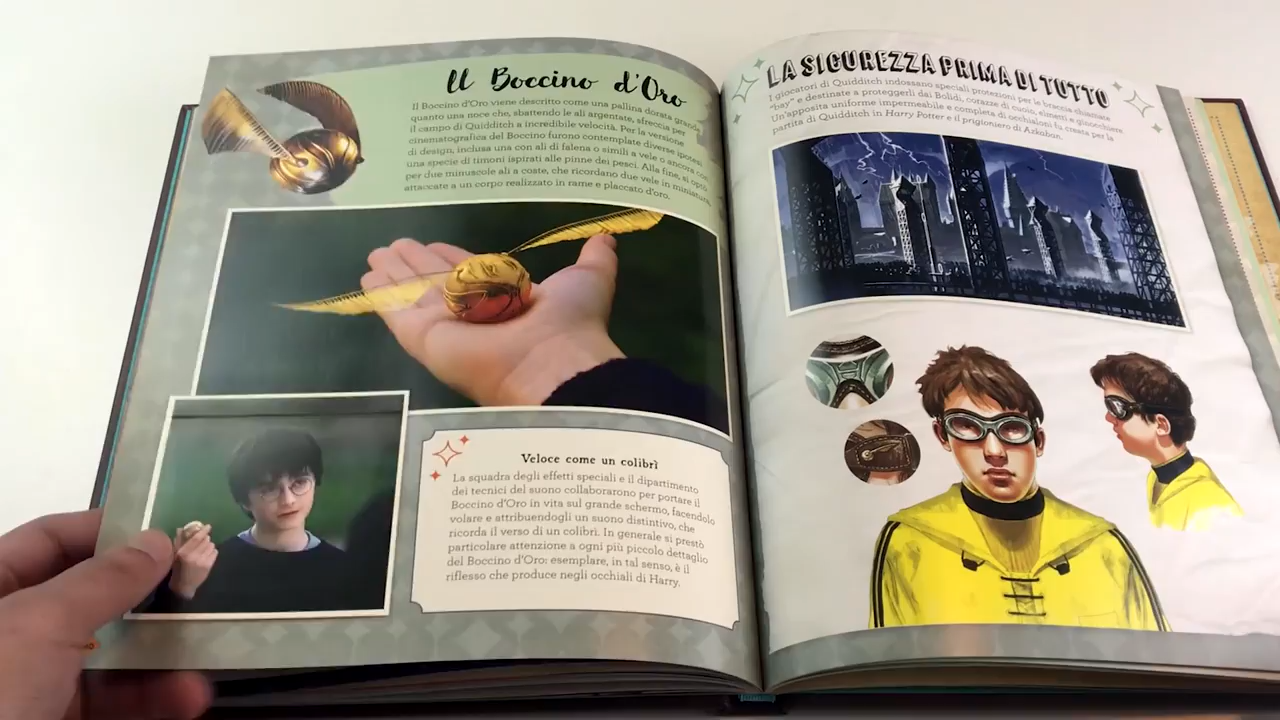 Il Boccino d'Oro
Il Boccino d'Oro viene descritto come una pallina dorata grande
quanto una noce che, sbattendo le ali argentate, sfreccia per
il campo di Quidditch a incredibile velocità. Per la versione
cinematografica del Boccino furono contemplate diverse ipotesi
di design, inclusa una con ali di falena o simili a vele o ancora con
una specie di timoni ispirati alle pinne dei pesci. Alla fine, si optò
per due minuscole ali a coste, che ricordano due vele in miniatura,
attaccate a un corpo realizzato in rame e placcato d'oro.
Veloce come un colibrì
La squadra degli effetti speciali e il dipartimento
dei tecnici del suono collaborarono per portare il
Boccino d'Oro in vita sul grande schermo, facendolo
volare e attribuendogli un suono distintivo, che
ricorda il verso di un colibrì. In generale si prestò
particolare attenzione a ogni più piccolo dettaglio
del Boccino d'Oro: esemplare, in tal senso, è il
riflesso che produce negli occhiali di Harry.
LA SICUREZZA PRIMA DI TUTTO
I giocatori di Quidditch indossano speciali protezioni per le braccia chiamate
"bay" e destinate a proteggerli dai Bolidi, corazze di cuoio, elmetti e ginocchiere.
Un'apposita uniforme impermeabile e completa di occhialoni fu creata per la
partita di Quidditch in Harry Potter e il prigioniero di Azkaban.